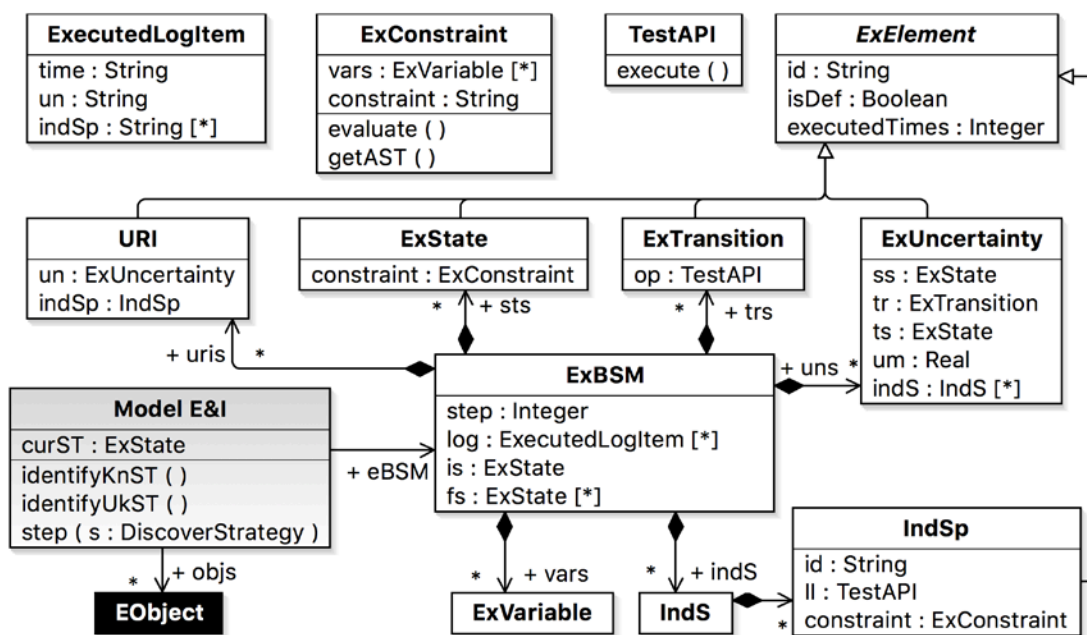 ExecutedLogItem
time : String
un : String
indSp : String [*]
ExConstraint
vars : ExVariable [*]
constraint : String
evaluate ( )
getAST ( )
TestAPI
execute ( )
ExElement
id : String
isDef : Boolean
executedTimes : Integer
URI
un : ExUncertainty
indSp : IndSp
ExState
constraint : ExConstraint
ExTransition
op : TestAPI
ExUncertainty
ss : ExState
tr : ExTransition
ts : ExState
um : Real
indS : IndS [*]
+ uris *
* + sts
* + trs
+ uns *
ExBSM
step : Integer
log : ExecutedLogItem [*]
is : ExState
fs : ExState [*]
Model E&I
curST : ExState
identifyKnST ( )
identifyUkST ( )
step ( s : DiscoverStrategy )
+ eBSM
* + objs
EObject
* + vars
ExVariable
* + indS
IndS
*
IndSp
id : String
ll : TestAPI
constraint : ExConstraint